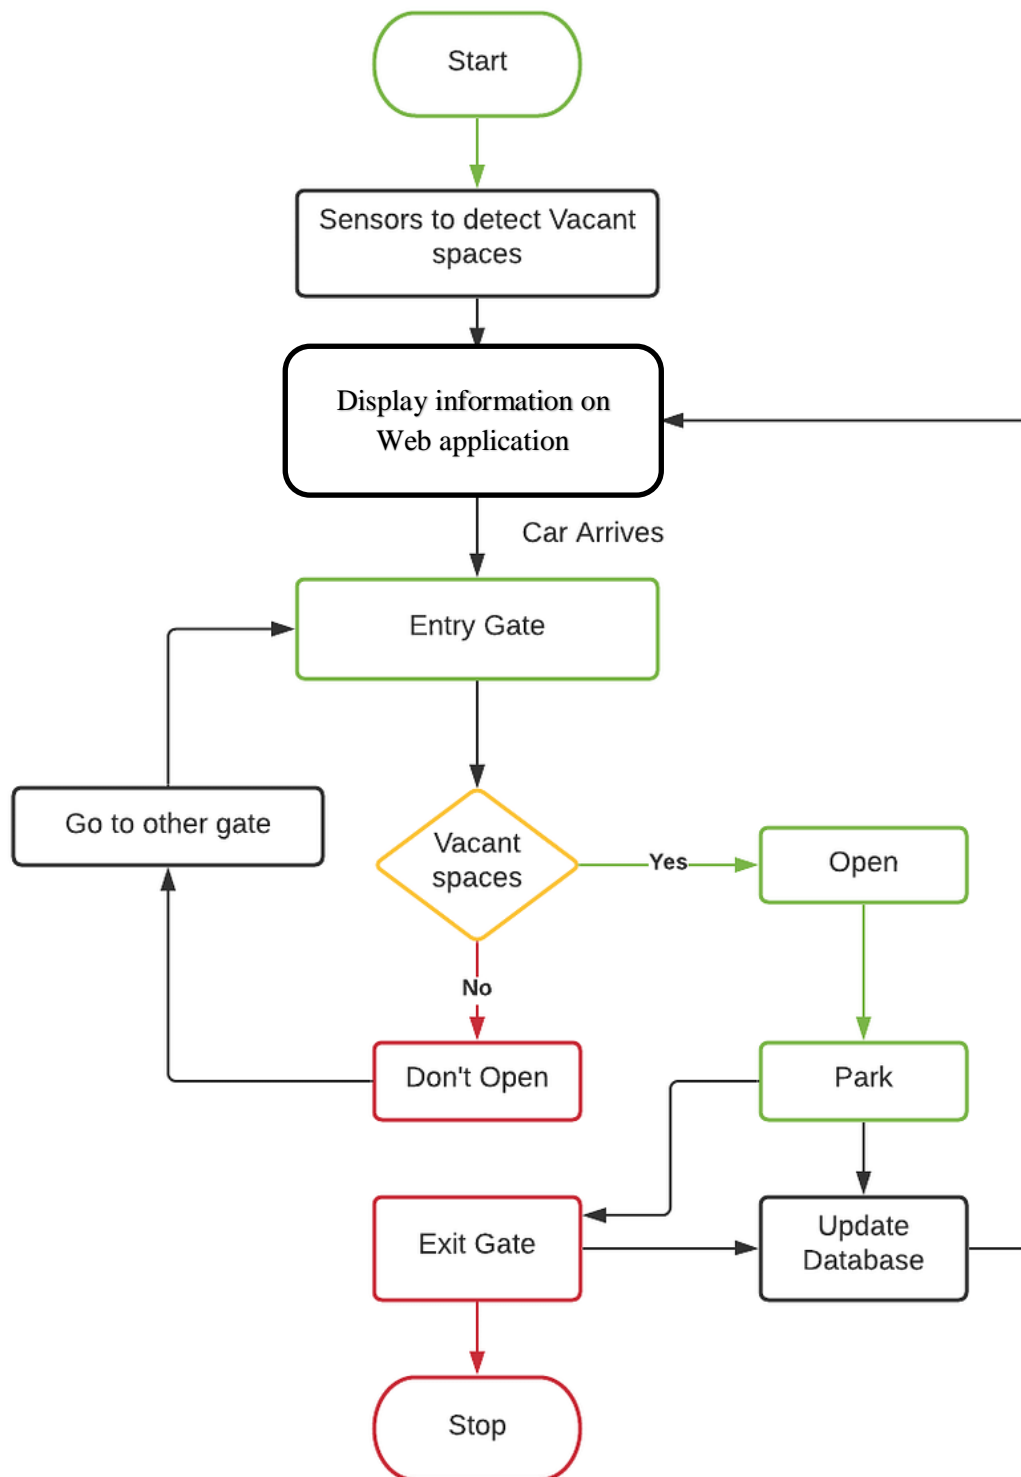 Start
Sensors to detect Vacant
spaces
Display information on
Web application
Car Arrives
Entry Gate
Go to other gate
Vacant
spaces
Yes
Open
No
Don't Open
Park
Exit Gate
Update
Database
Stop